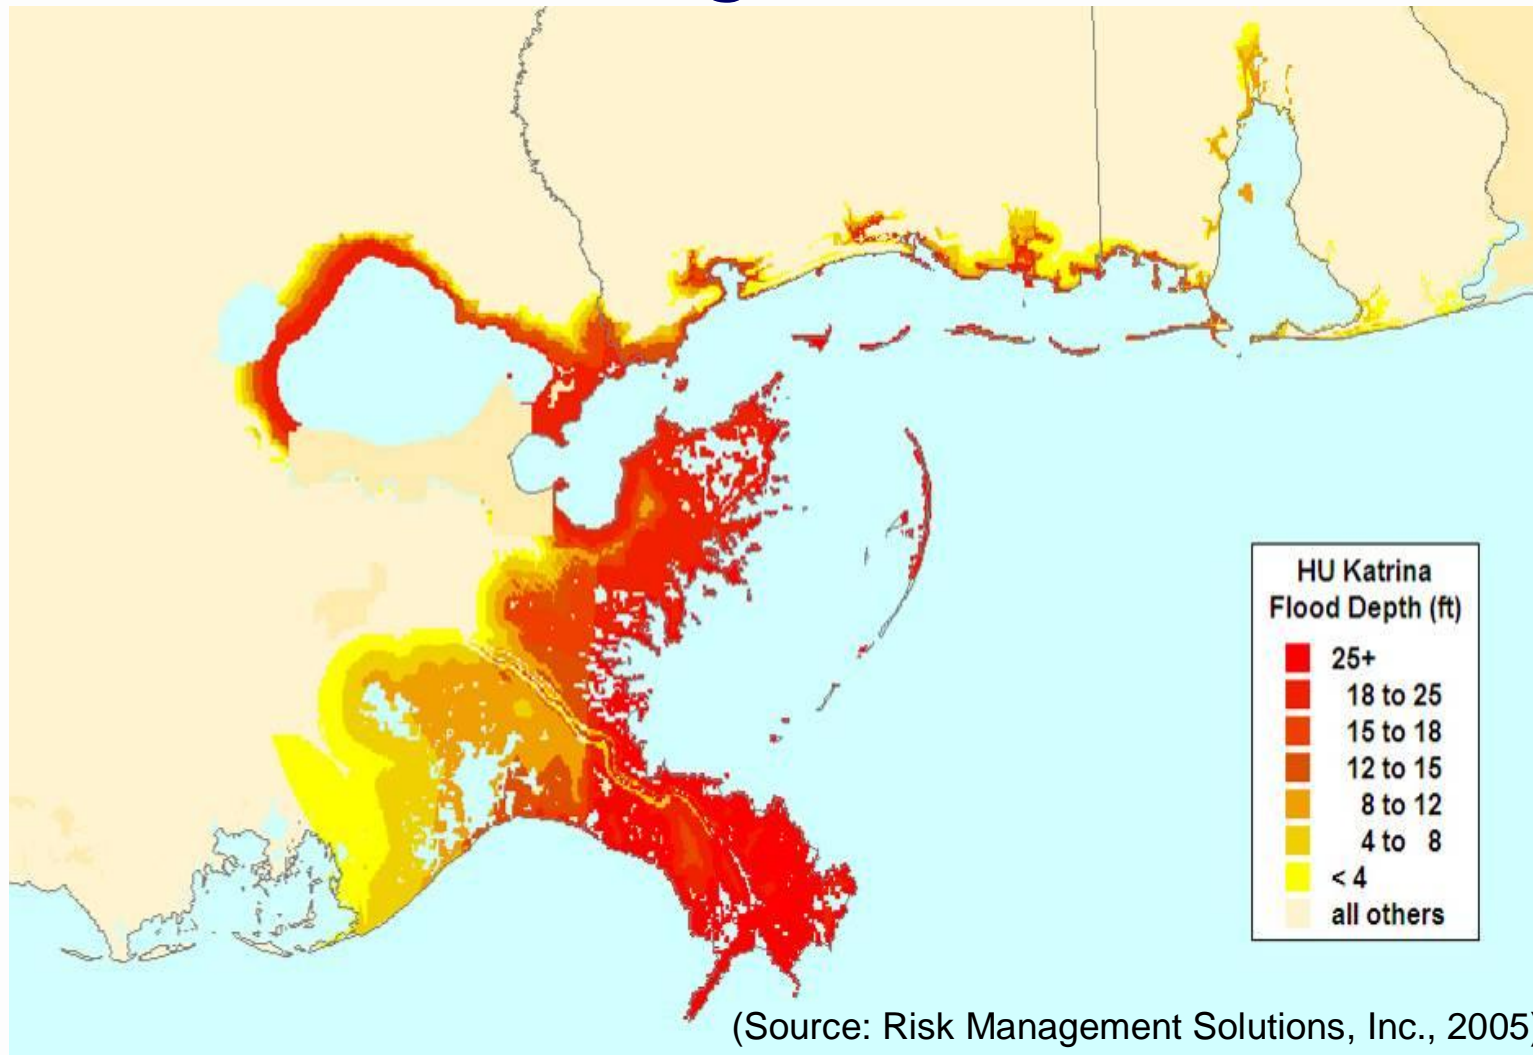 HU Katrina
Flood Depth (ft)
25+
18 to 25
15 to 18
12 to 15
8 to 12
4 to 8
< 4
all others
(Source: Risk Management Solutions, Inc., 2005)